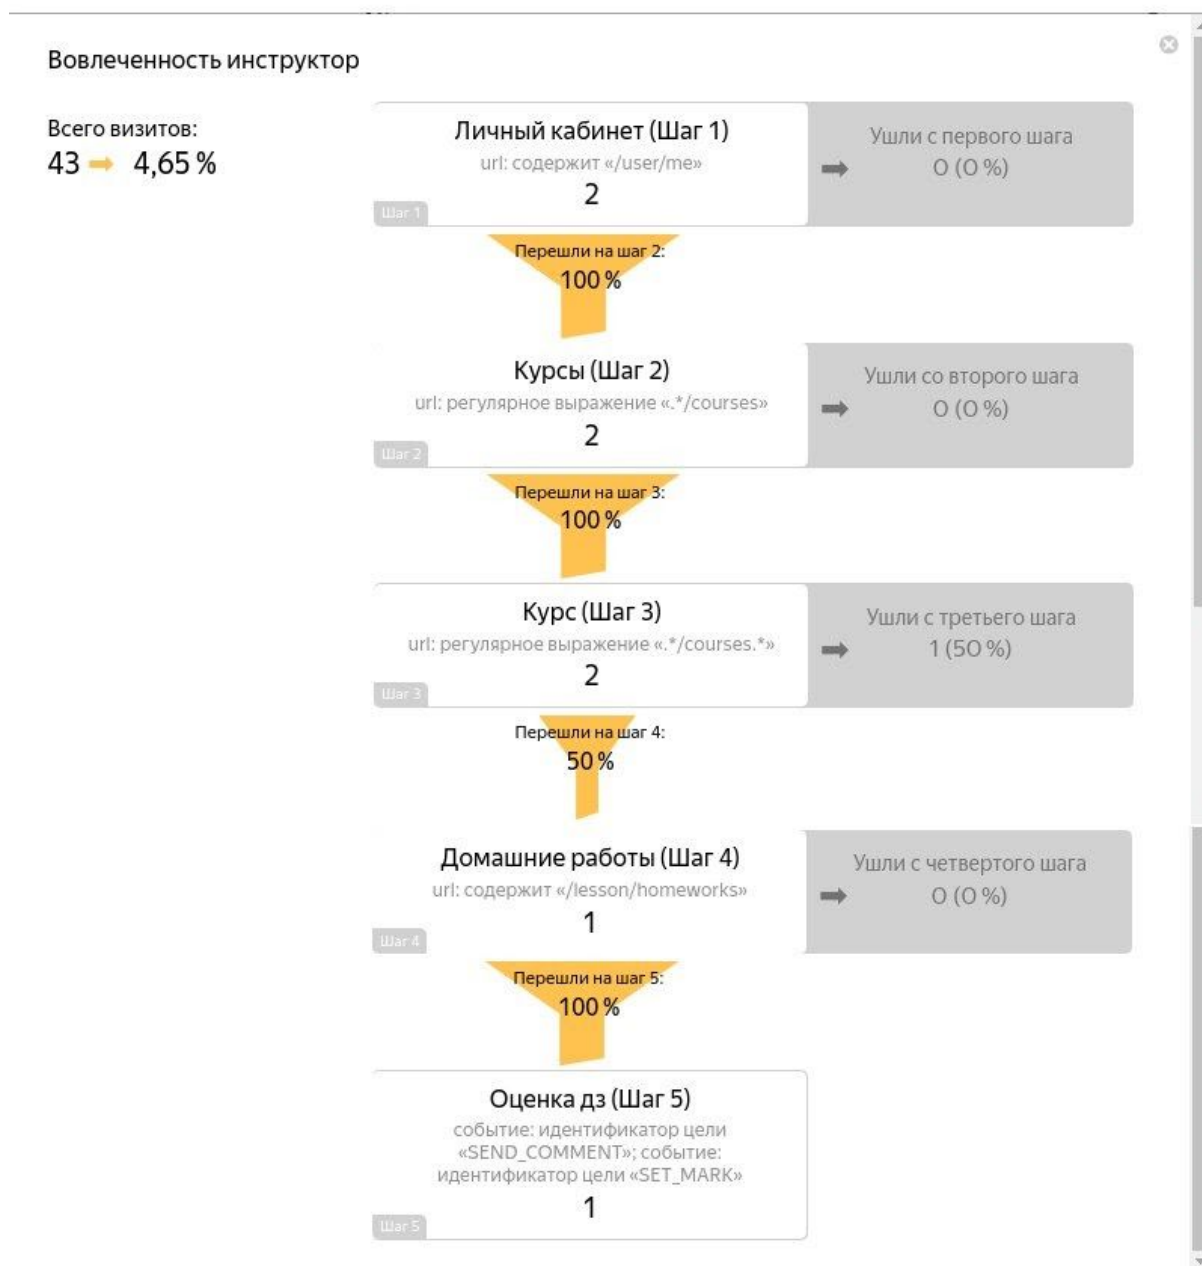 Вовлеченность инструктор
Всего визитов:
43 ➡ 4,65 %
Личный кабинет (Шаг 1)
url: содержит «/user/me»
2
Шаг 1
Ушли с первого шага
0 (0 %)
Перешли на шаг 2:
100 %
Курсы (Шаг 2)
url: регулярное выражение «.*/courses»
2
Шаг 2
Ушли со второго шага
0 (0 %)
Перешли на шаг 3:
100 %
Курс (Шаг 3)
url: регулярное выражение «.*/courses.*»
2
Шаг 3
Ушли с третьего шага
1 (50 %)
Перешли на шаг 4:
50 %
Домашние работы (Шаг 4)
url: содержит «/lesson/homeworks»
1
Шаг 4
Ушли с четвертого шага
0 (0 %)
Перешли на шаг 5:
100 %
Оценка дз (Шаг 5)
событие: идентификатор цели
«SEND_COMMENT»; событие:
идентификатор цели «SET_MARK»
1
Шаг 5